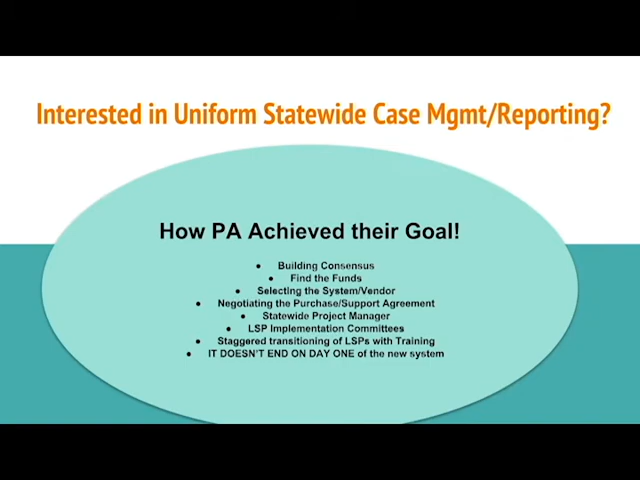 Interested in Uniform Statewide Case Mgmt/Reporting?
How PA Achieved their Goal!
● Building Consensus
● Find the Funds
● Selecting the System/Vendor
● Negotiating the Purchase/Support Agreement
● Statewide Project Manager
● LSP Implementation Committees
● Staggered transitioning of LSPs with Training
● IT DOESN'T END ON DAY ONE of the new system